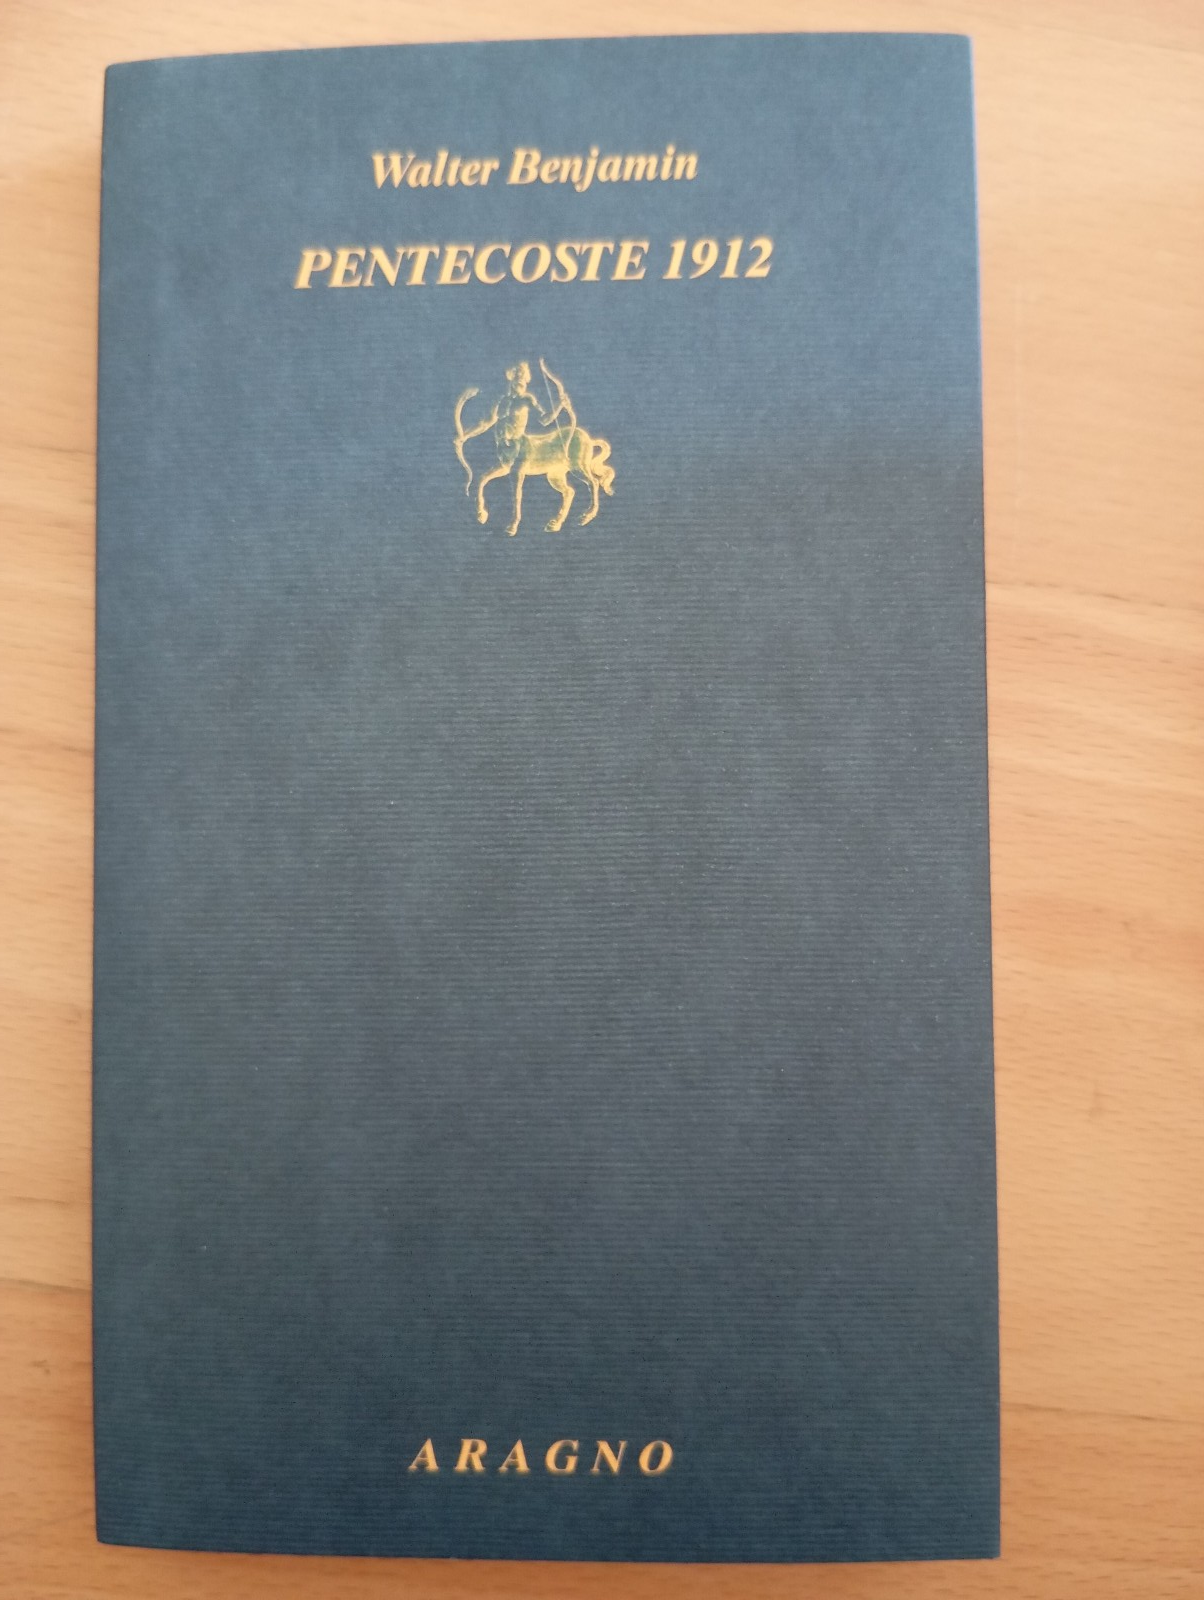 Walter Benjamin
PENTECOSTE 1912
ARAGNO